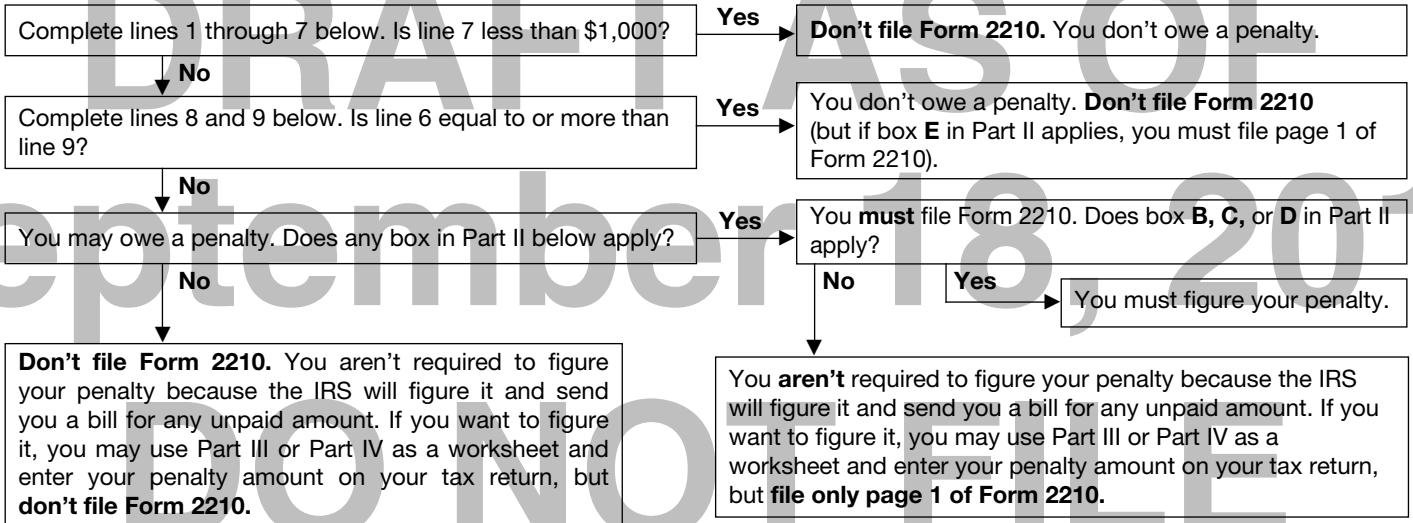 DRAFT AS OF
Complete lines 1 through 7 below. Is line 7 less than $1,000?
Yes
Don't file Form 2210. You don't owe a penalty.
No
Complete lines 8 and 9 below. Is line 6 equal to or more than
line 9?
Yes
You don't owe a penalty. Don't file Form 2210
(but if box E in Part II applies, you must file page 1 of
Form 2210).
No
eptember 18, 201
You may owe a penalty. Does any box in Part II below apply?
Yes
You must file Form 2210. Does box B, C, or D in Part II
apply?
No
No
Yes
You must figure your penalty.
Don't file Form 2210. You aren't required to figure
your penalty because the IRS will figure it and send
you a bill for any unpaid amount. If you want to figure
it, you may use Part III or Part IV as a worksheet and
enter your penalty amount on your tax return, but
don't file Form 2210.
You aren't required to figure your penalty because the IRS
will figure it and send you a bill for any unpaid amount. If you
want to figure it, you may use Part III or Part IV as a
worksheet and enter your penalty amount on your tax return,
but file only page 1 of Form 2210.
DO NOT FILE